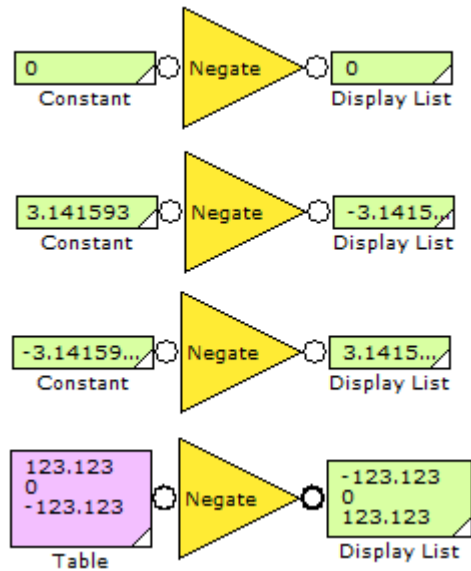 0 Negate 0
Constant Display List
3.141593 Negate -3.1415...
Constant Display List
-3.14159... Negate 3.1415...
Constant Display List
123.123
0
-123.123
Negate
-123.123
0
123.123
Table Display List